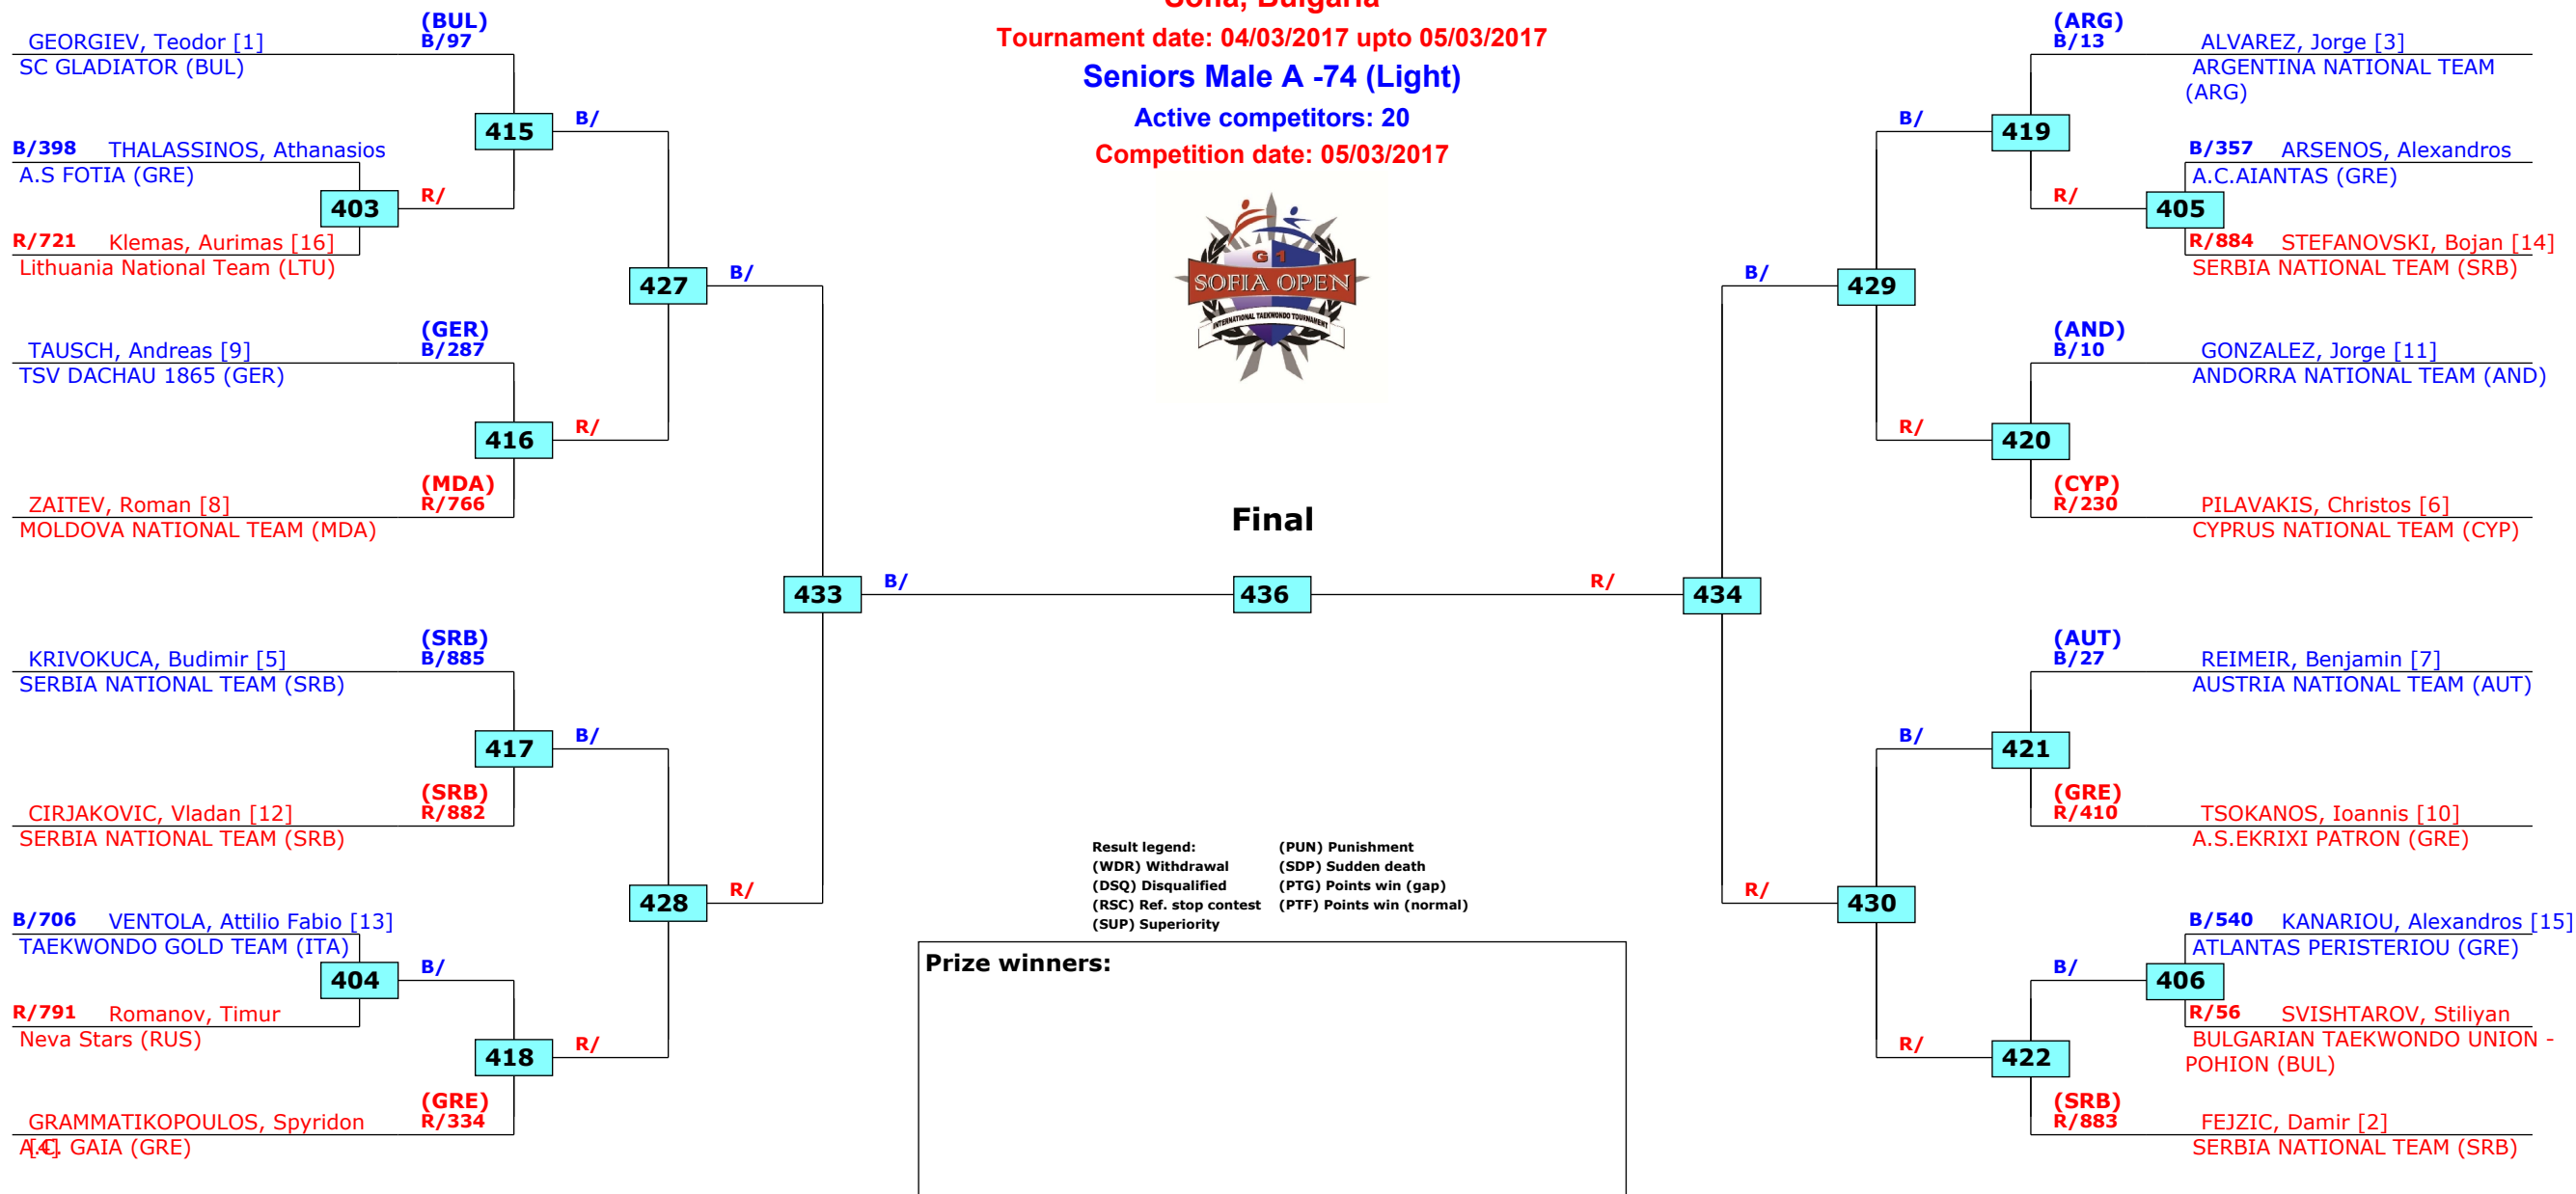 Sofia, Bulgaria
Tournament date: 04/03/2017 upto 05/03/2017
Seniors Male A -74 (Light)
Active competitors: 20
Competition date: 05/03/2017
G 1
SOFIA OPEN
INTERNATIONAL TAEKWONDO TOURNAMENT
(BUL)
GEORGIEV, Teodor [1] B/97
SC GLADIATOR (BUL)
415 B/
B/398 THALASSINOS, Athanasios
A.S FOTIA (GRE)
403 R/
R/721 Klemas, Aurimas [16]
Lithuania National Team (LTU)
427 B/
(GER)
TAUSCH, Andreas [9] B/287
TSV DACHAU 1865 (GER)
416 R/
(MDA)
ZAITEV, Roman [8] R/766
MOLDOVA NATIONAL TEAM (MDA)
433 B/
(SRB)
KRIVOKUCA, Budimir [5] B/885
SERBIA NATIONAL TEAM (SRB)
417 B/
(SRB)
CIRJAKOVIC, Vladan [12] R/882
SERBIA NATIONAL TEAM (SRB)
428 R/
B/706 VENTOLA, Attilio Fabio [13]
TAEKWONDO GOLD TEAM (ITA)
404 B/
R/791 Romanov, Timur
Neva Stars (RUS)
418 R/
(GRE)
GRAMMATIKOPOULOS, Spyridon R/334
[4]
A.C. GAIA (GRE)
Final
436
(ARG)
B/13 ALVAREZ, Jorge [3]
ARGENTINA NATIONAL TEAM
(ARG)
B/ 419
B/357 ARSENOS, Alexandros
A.C.AIANTAS (GRE)
R/ 405
R/884 STEFANOVSKI, Bojan [14]
SERBIA NATIONAL TEAM (SRB)
B/ 429
(AND)
B/10 GONZALEZ, Jorge [11]
ANDORRA NATIONAL TEAM (AND)
R/ 420
(CYP)
R/230 PILAVAKIS, Christos [6]
CYPRUS NATIONAL TEAM (CYP)
R/ 434
(AUT)
B/27 REIMEIR, Benjamin [7]
AUSTRIA NATIONAL TEAM (AUT)
B/ 421
(GRE)
R/410 TSOKANOS, Ioannis [10]
A.S.EKRIXI PATRON (GRE)
R/ 430
B/540 KANARIOU, Alexandros [15]
ATLANTAS PERISTERIOU (GRE)
B/ 406
R/56 SVISHTAROV, Stiliyan
BULGARIAN TAEKWONDO UNION -
POHION (BUL)
R/ 422
(SRB)
R/883 FEJZIC, Damir [2]
SERBIA NATIONAL TEAM (SRB)
Result legend: (PUN) Punishment
(WDR) Withdrawal (SDP) Sudden death
(DSQ) Disqualified (PTG) Points win (gap)
(RSC) Ref. stop contest (PTF) Points win (normal)
(SUP) Superiority
Prize winners: